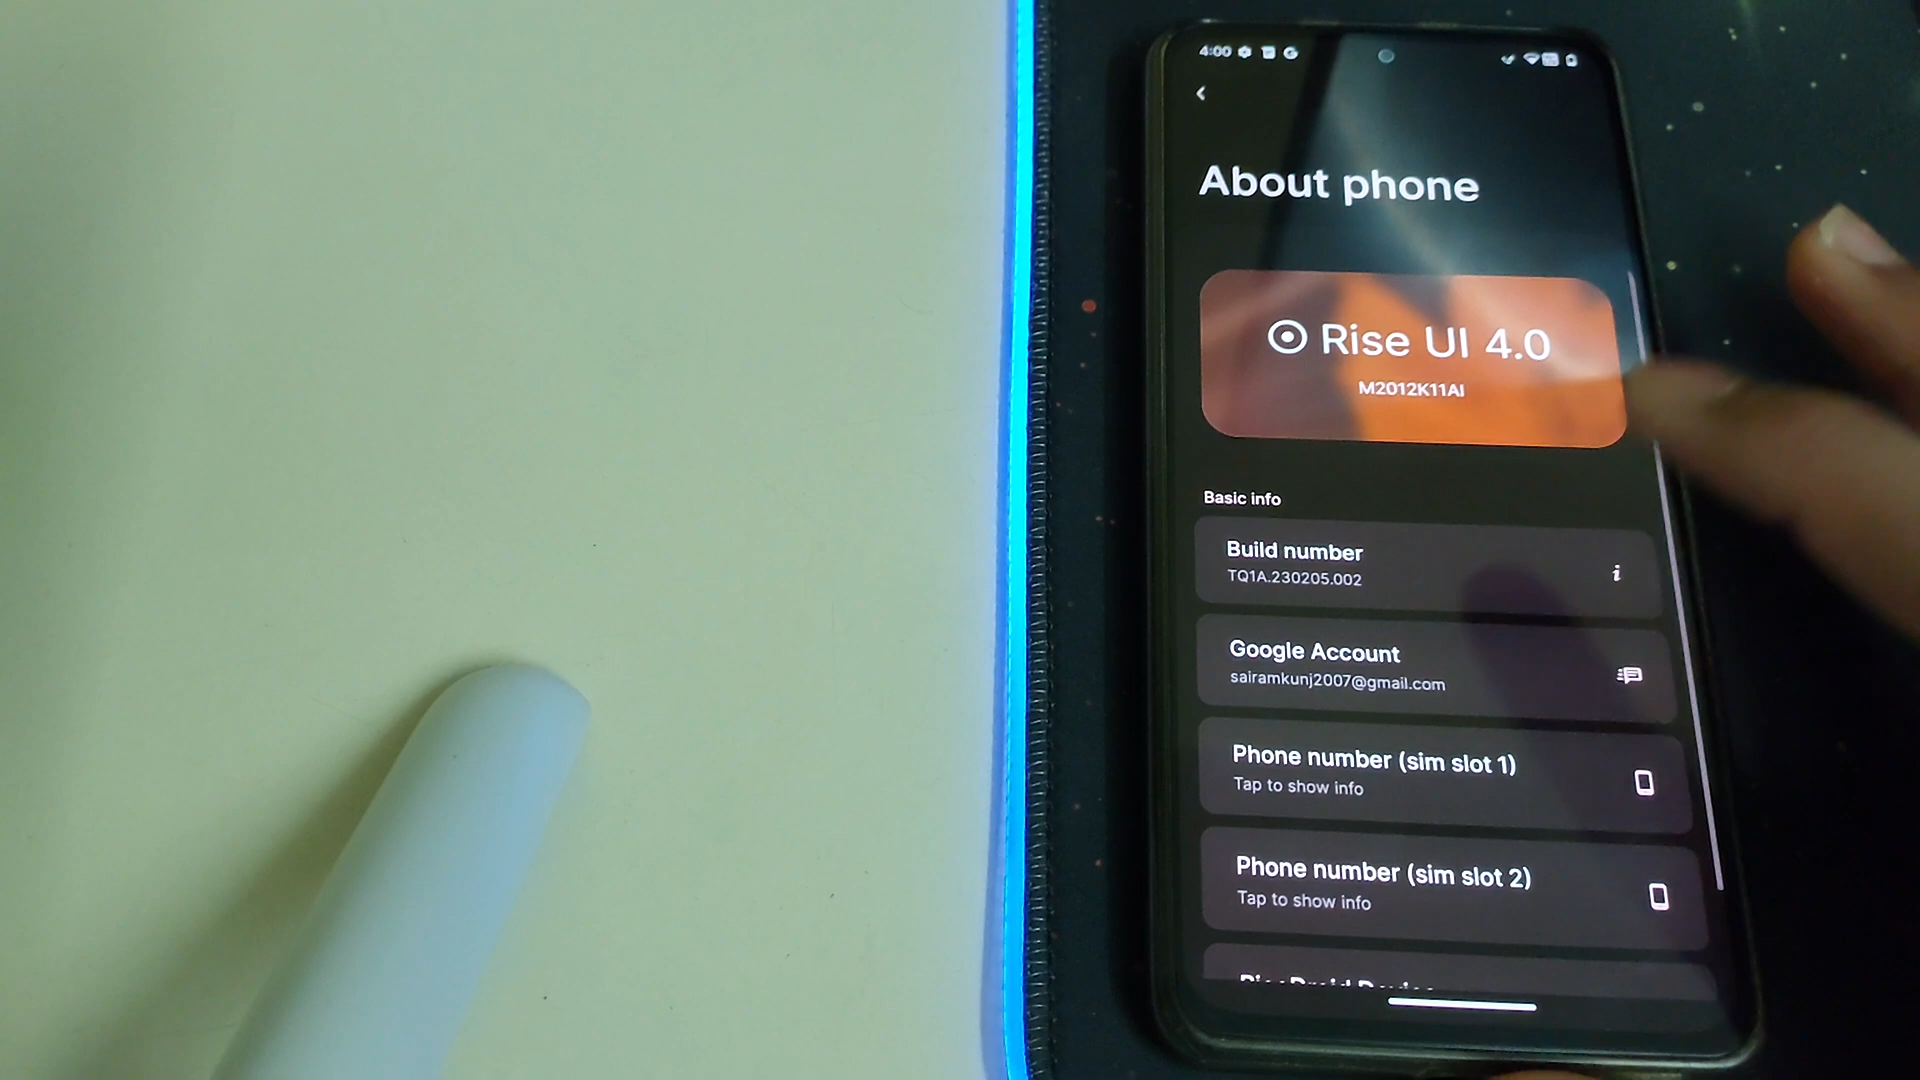 4:00
About phone
Rise UI 4.0
M2012K11AI
Basic info
Build number
TQ1A.230205.002
Google Account
sairamkunj2007@gmail.com
Phone number (sim slot 1)
Tap to show info
Phone number (sim slot 2)
Tap to show info